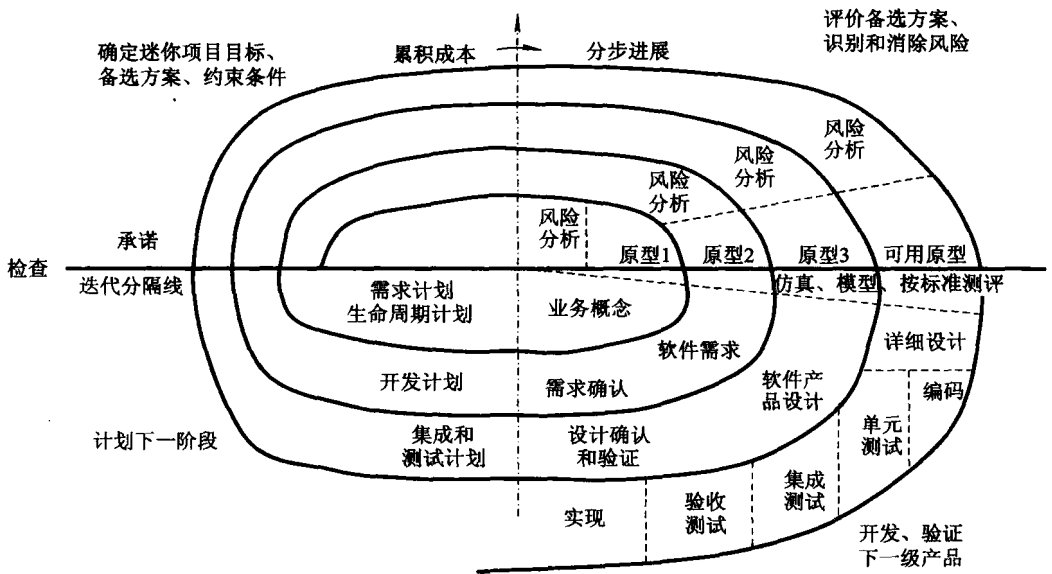 确定迷你项目目标、
备选方案、约束条件
累积成本
分步进展
评价备选方案、
识别和消除风险
风险
分析
风险
分析
风险
分析
风险
分析
承诺
原型1
原型2
原型3
可用原型
检查
迭代分隔线
需求计划
生命周期计划
业务概念
仿真、模型、按标准测评
软件需求
详细设计
开发计划
需求确认
软件产
品设计
编码
计划下一阶段
集成和
测试计划
设计确认
和验证
单元
测试
集成
测试
实现
验收
测试
开发、验证
下一级产品